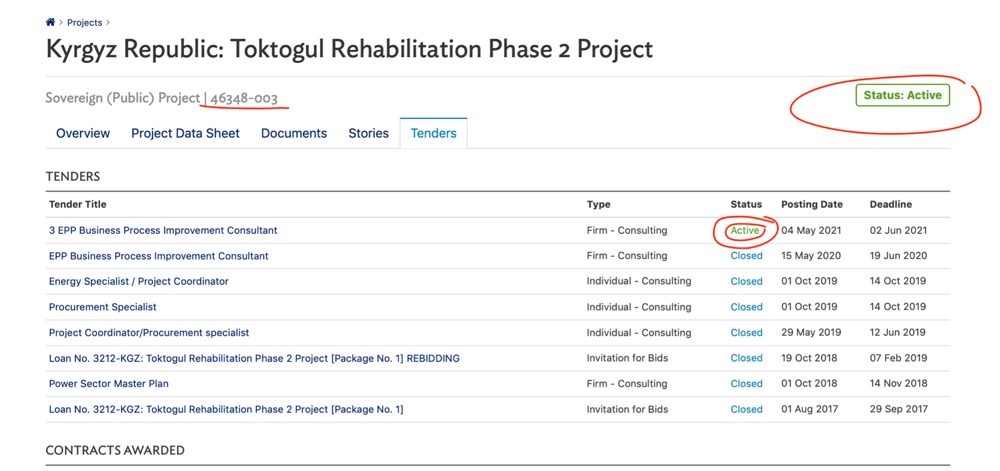 Projects
Kyrgyz Republic: Toktogul Rehabilitation Phase 2 Project
Sovereign (Public) Project | 46348-003
Status: Active
Overview Project Data Sheet Documents Stories Tenders
TENDERS
Tender Title Type Status Posting Date Deadline
3 EPP Business Process Improvement Consultant Firm - Consulting Active 04 May 2021 02 Jun 2021
EPP Business Process Improvement Consultant Firm - Consulting Closed 15 May 2020 19 Jun 2020
Energy Specialist / Project Coordinator Individual - Consulting Closed 01 Oct 2019 14 Oct 2019
Procurement Specialist Individual - Consulting Closed 01 Oct 2019 14 Oct 2019
Project Coordinator/Procurement specialist Individual - Consulting Closed 29 May 2019 12 Jun 2019
Loan No. 3212-KGZ: Toktogul Rehabilitation Phase 2 Project [Package No. 1] REBIDDING Invitation for Bids Closed 19 Oct 2018 07 Feb 2019
Power Sector Master Plan Firm - Consulting Closed 01 Oct 2018 14 Nov 2018
Loan No. 3212-KGZ: Toktogul Rehabilitation Phase 2 Project [Package No. 1] Invitation for Bids Closed 01 Aug 2017 29 Sep 2017
CONTRACTS AWARDED